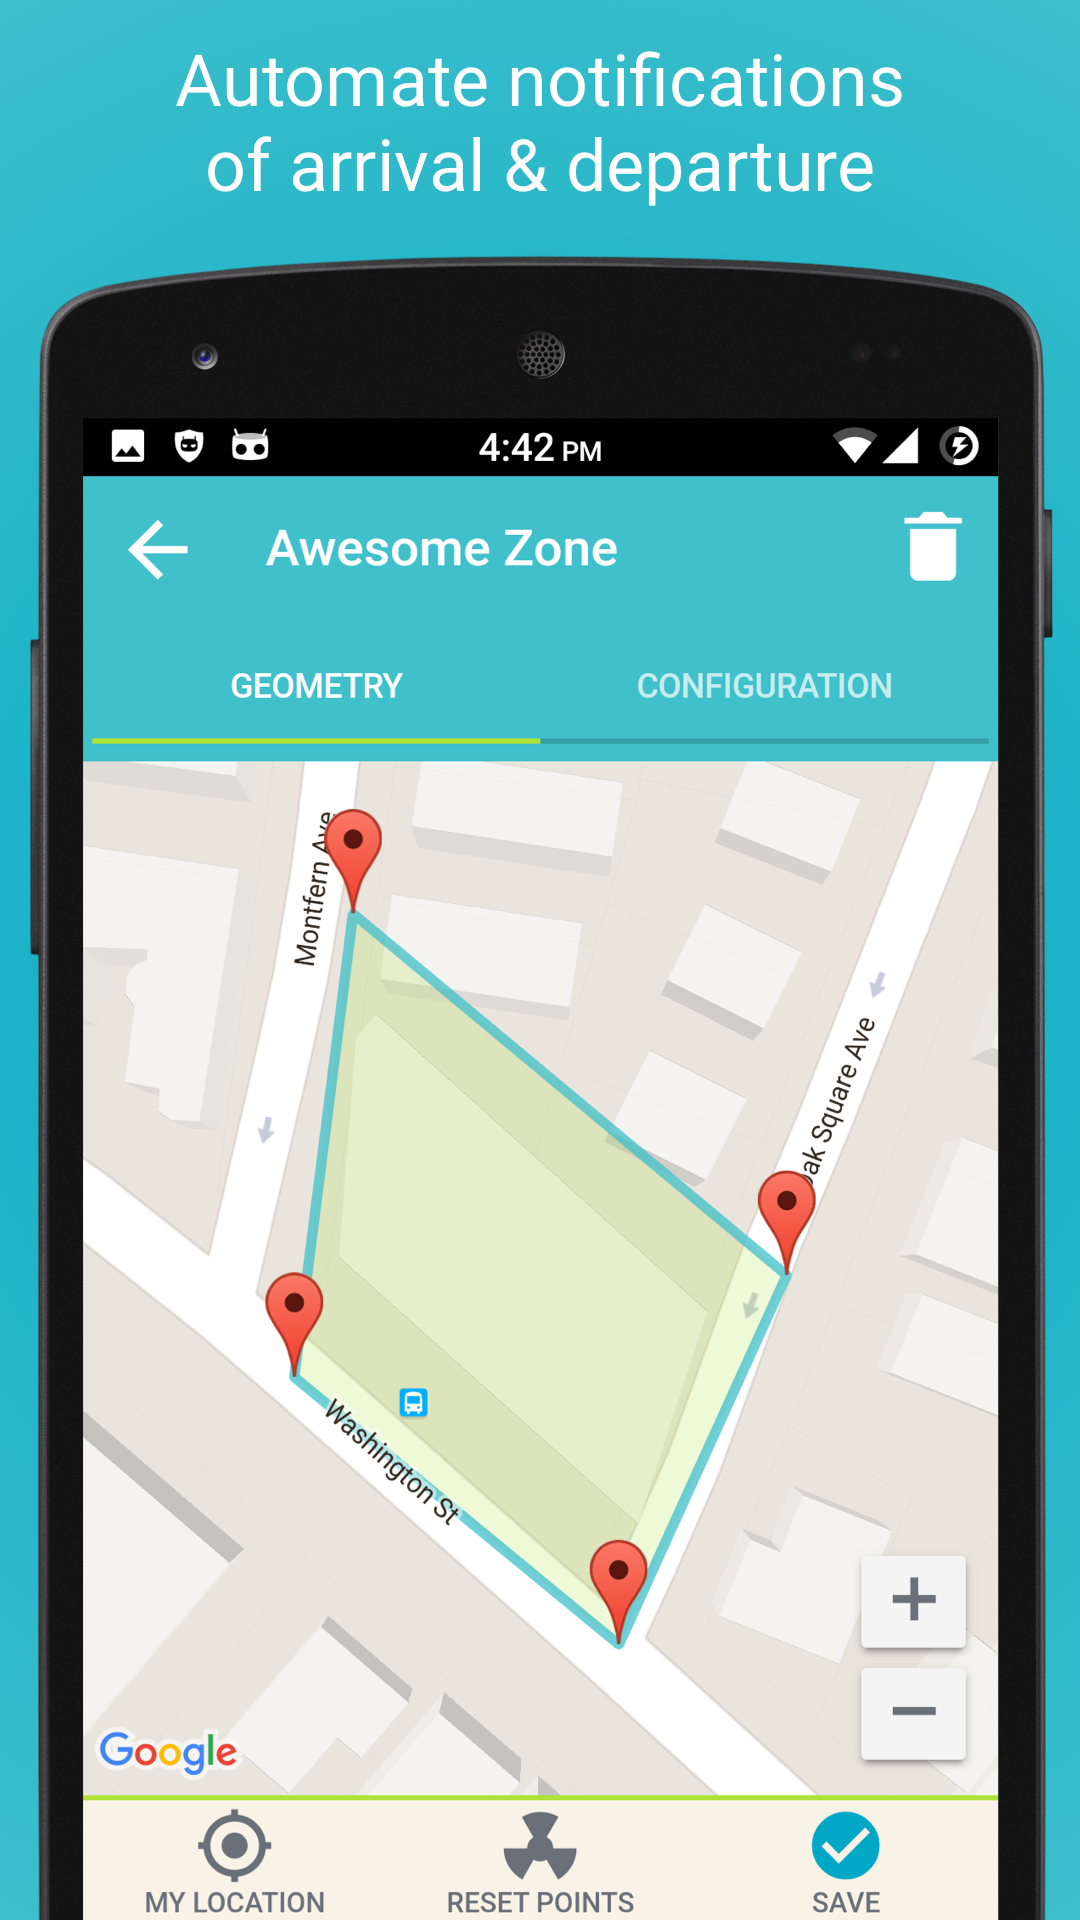 Automate notifications
of arrival & departure
4:42 PM
Awesome Zone
GEOMETRY
CONFIGURATION
Montfern Ave
Square Ave
Washington St
Google
MY LOCATION
RESET POINTS
SAVE